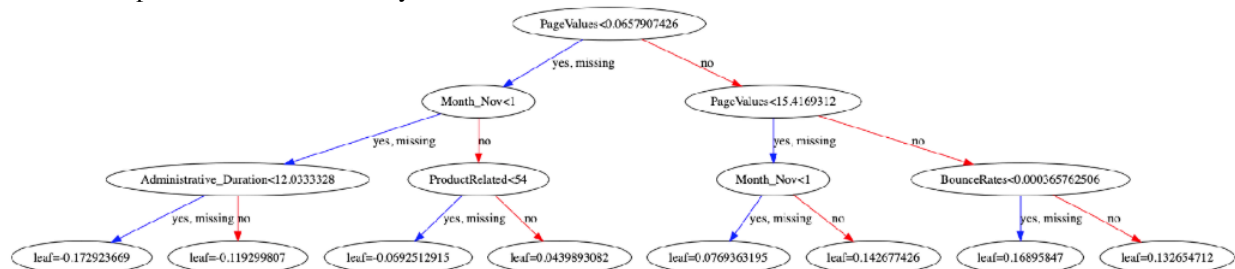 PageValues<0.0657907426
yes, missing
no
Month_Nov<1
PageValues<15.4169312
yes, missing
no
yes, missing
no
Administrative_Duration<12.0333328
ProductRelated<54
Month_Nov<1
BounceRates<0.000365762506
yes, missing
no
yes, missing
no
yes, missing
no
yes, missing
no
leaf=-0.172923669
leaf=-0.119299807
leaf=-0.0692512915
leaf=0.0439893082
leaf=0.0769363195
leaf=0.142677426
leaf=0.16895847
leaf=0.132654712